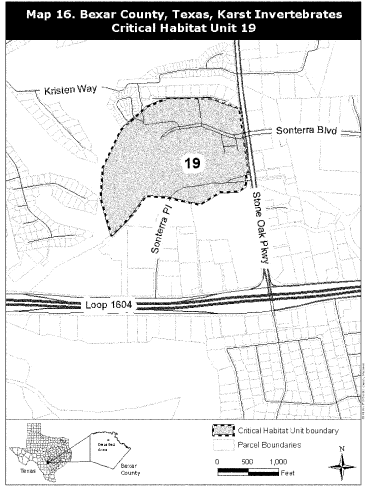 Map 16. Bexar County, Texas, Karst Invertebrates
Critical Habitat Unit 19
Kristen Way
Sonterra Blvd
19
Sonterra Pl
Stone Oak Pkwy
Loop 1604
Texas
Detailed
Area
Bexar
County
Critical Habitat Unit boundary
Parcel Boundaries
N
0 500 1,000
Feet